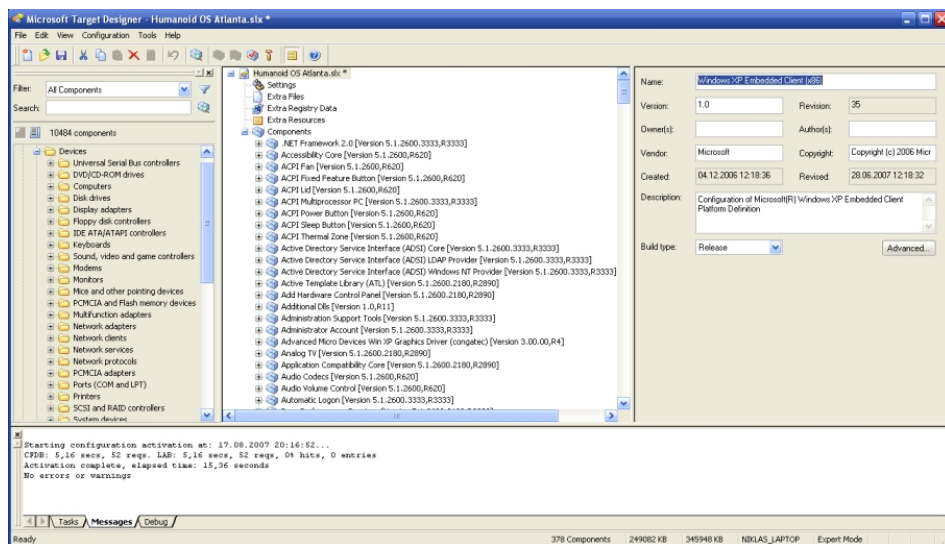 Microsoft Target Designer - Humanoid OS Atlanta.slx *
File Edit View Configuration Tools Help
Filter: All Components
Search:
10484 components
Devices
Universal Serial Bus controllers
DVD/CD-ROM drives
Computers
Disk drives
Display adapters
Floppy disk controllers
IDE ATA/ATAPI controllers
Keyboards
Sound, video and game controllers
Modems
Monitors
Mice and other pointing devices
PCMCIA and Flash memory devices
Multifunction adapters
Network adapters
Network clients
Network services
Network protocols
PCMCIA adapters
Ports (COM and LPT)
Printers
SCSI and RAID controllers
System devices
Humanoid OS Atlanta.slx *
Settings
Extra Files
Extra Registry Data
Extra Resources
Components
.NET Framework 2.0 [Version 5.1.2600.3333,R3333]
Accessibility Core [Version 5.1.2600,R620]
ACPI Fan [Version 5.1.2600,R620]
ACPI Fixed Feature Button [Version 5.1.2600,R620]
ACPI Lid [Version 5.1.2600,R620]
ACPI Multiprocessor PC [Version 5.1.2600.3333,R3333]
ACPI Power Button [Version 5.1.2600,R620]
ACPI Sleep Button [Version 5.1.2600,R620]
ACPI Thermal Zone [Version 5.1.2600,R620]
Active Directory Service Interface (ADSI) Core [Version 5.1.2600.3333,R3333]
Active Directory Service Interface (ADSI) LDAP Provider [Version 5.1.2600.3333,R3333]
Active Directory Service Interface (ADSI) Windows NT Provider [Version 5.1.2600.3333,R3333]
Active Template Library (ATL) [Version 5.1.2600.2180,R2890]
Add Hardware Control Panel [Version 5.1.2600.2180,R2890]
Additional Dlls [Version 1.0,R11]
Administration Support Tools [Version 5.1.2600.3333,R3333]
Administrator Account [Version 5.1.2600.3333,R3333]
Advanced Micro Devices Win XP Graphics Driver (congatec) [Version 3.00.00,R4]
Analog TV [Version 5.1.2600.2180,R2890]
Application Compatibility Core [Version 5.1.2600.2180,R2890]
Audio Codecs [Version 5.1.2600,R620]
Audio Volume Control [Version 5.1.2600,R620]
Automatic Logon [Version 5.1.2600.3333,R3333]
Name: Windows XP Embedded Client (x86)
Version: 1.0 Revision: 35
Owner(s): Author(s):
Vendor: Microsoft Copyright: Copyright (c) 2006 Micr
Created: 04.12.2006 12:18:36 Revised: 28.06.2007 12:18:32
Description: Configuration of Microsoft(R) Windows XP Embedded Client
Platform Definition
Build type: Release Advanced...
Starting configuration activation at: 17.08.2007 20:16:52...
CFDB: 5,16 secs, 52 reqs. LAB: 5,16 secs, 52 reqs, 0% hits, 0 entries
Activation complete, elapsed time: 15,36 seconds
No errors or warnings
Tasks Messages Debug
Ready 378 Components 249082 KB 345948 KB NIKLAS_LAPTOP Expert Mode